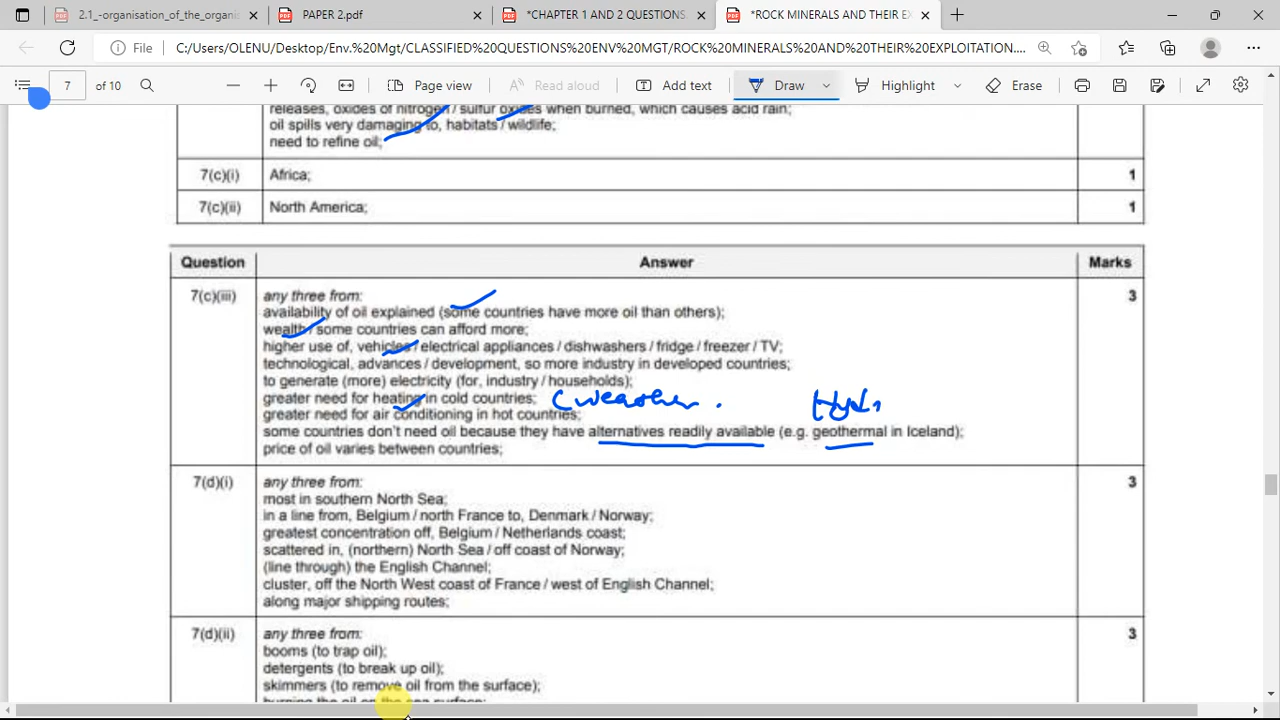 2.1_-organisation_of_the_organi
PAPER 2.pdf
*CHAPTER 1 AND 2 QUESTIONS
*ROCK MINERALS AND THEIR EX
File
C:/Users/OLENU/Desktop/Env.%20Mgt/CLASSIFIED%20QUESTIONS%20ENV%20MGT/ROCK%20MINERALS%20AND%20THEIR%20EXPLOITATION....
7 of 10
Page view
Read aloud
Add text
Draw
Highlight
Erase
releases, oxides of nitrogen / sulfur oxides when burned, which causes acid rain;
oil spills very damaging to, habitats / wildlife;
need to refine oil;
7(c)(i) Africa; 1
7(c)(ii) North America; 1
Question Answer Marks
7(c)(iii) any three from: 3
availability of oil explained (some countries have more oil than others);
wealth / some countries can afford more;
higher use of, vehicles / electrical appliances / dishwashers / fridge / freezer / TV;
technological, advances / development, so more industry in developed countries;
to generate (more) electricity (for, industry / households);
greater need for heating in cold countries; (weather.
greater need for air conditioning in hot countries;
some countries don't need oil because they have alternatives readily available (e.g. geothermal in Iceland);
price of oil varies between countries;
7(d)(i) any three from: 3
most in southern North Sea;
in a line from, Belgium / north France to, Denmark / Norway;
greatest concentration off, Belgium / Netherlands coast;
scattered in, (northern) North Sea / off coast of Norway;
(line through) the English Channel;
cluster, off the North West coast of France / west of English Channel;
along major shipping routes;
7(d)(ii) any three from: 3
booms (to trap oil);
detergents (to break up oil);
skimmers (to remove oil from the surface);
burning the oil on the sea surface;